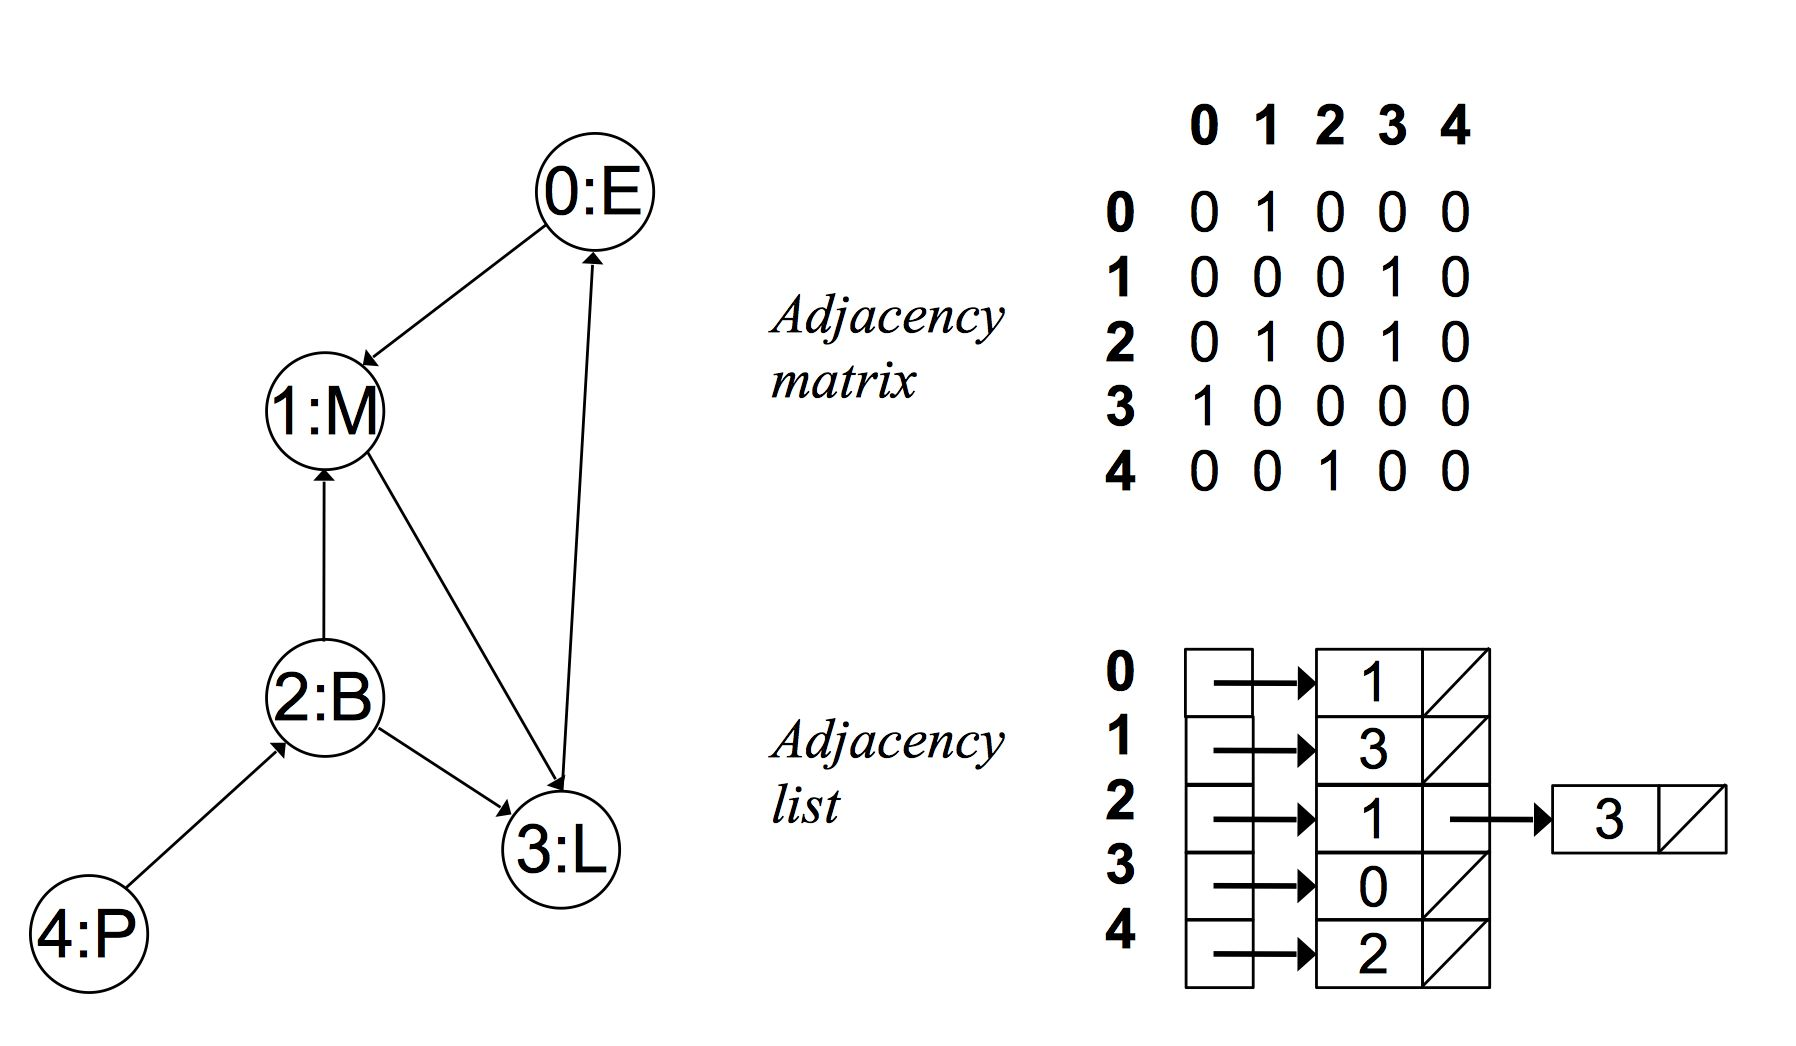 0:E
1:M
2:B
3:L
4:P
Adjacency
matrix
0 1 2 3 4
0 0 1 0 0 0
1 0 0 0 1 0
2 0 1 0 1 0
3 1 0 0 0 0
4 0 0 1 0 0
Adjacency
list
0 1
1 3
2 1 3
3 0
4 2